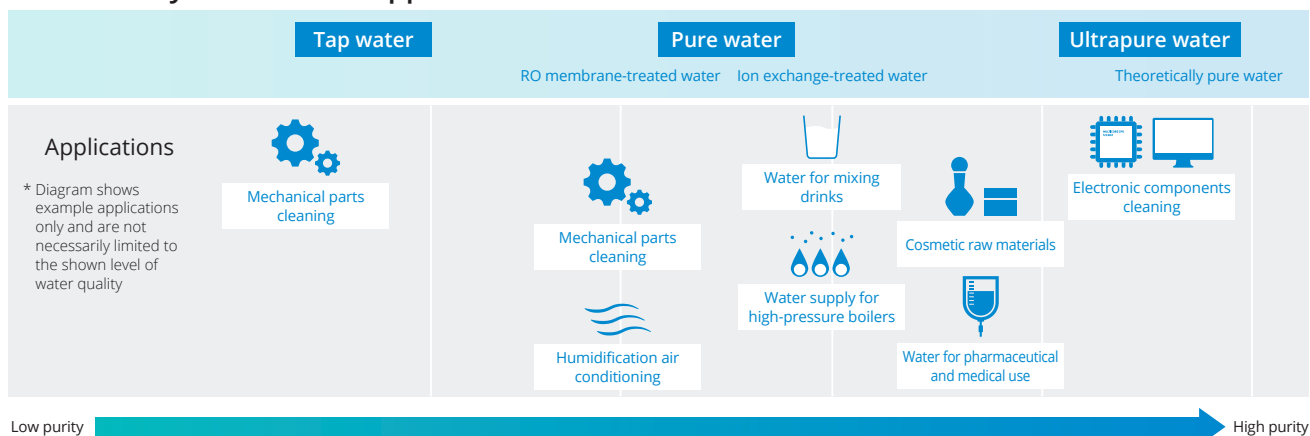 Tap water
Pure water
Ultrapure water
RO membrane-treated water
Ion exchange-treated water
Theoretically pure water
Applications
* Diagram shows
example applications
only and are not
necessarily limited to
the shown level of
water quality
Mechanical parts
cleaning
Mechanical parts
cleaning
Humidification air
conditioning
Water for mixing
drinks
Water supply for
high-pressure boilers
Cosmetic raw materials
Water for pharmaceutical
and medical use
Electronic components
cleaning
Low purity
High purity